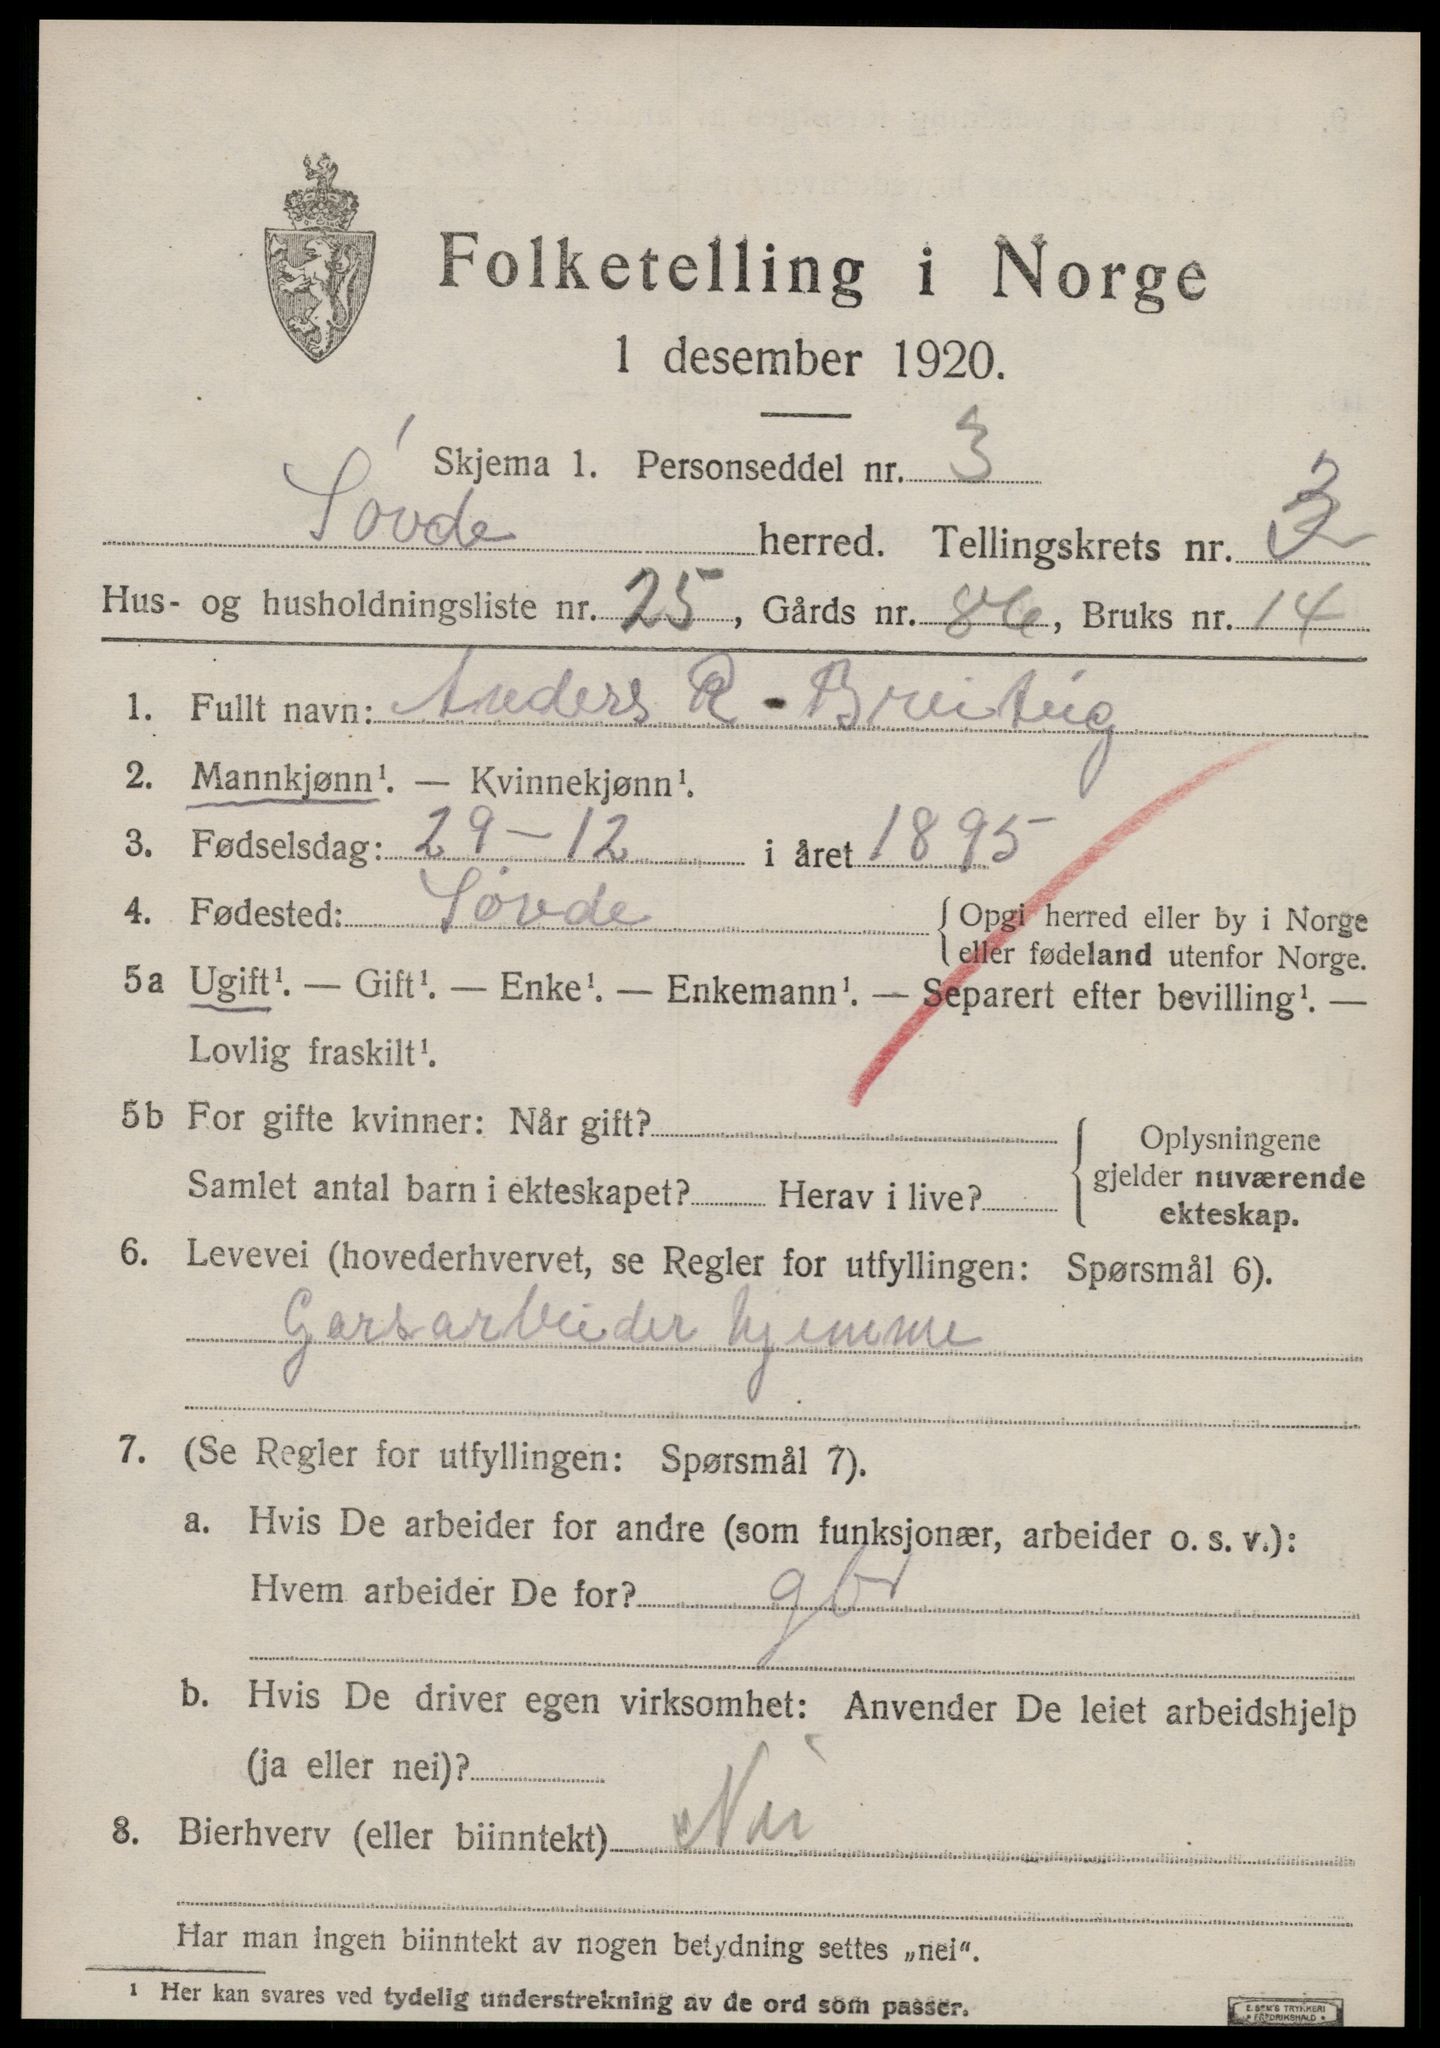 Folketelling i Norge
1 desember 1920.
Skjema 1. Personseddel nr. 3
Søvde herred. Tellingskrets nr.
Hus- og husholdningsliste nr. 25, Gårds nr. 86, Bruks nr. 14
1. Fullt navn: Anders R. Breiteig
2. Mannkjønn¹. — Kvinnekjønn¹.
3. Fødselsdag: 29-12 i året 1895
4. Fødested: Søvde { Opgi herred eller by i Norge
eller fødeland utenfor Norge.
5a Ugift¹. — Gift¹. — Enke¹. — Enkemann¹. — Separert efter bevilling¹. —
Lovlig fraskilt¹.
5b For gifte kvinner: Når gift?
Samlet antal barn i ekteskapet? Herav i live?
{ Oplysningene
gjelder nuværende
ekteskap.
6. Levevei (hovederhvervet, se Regler for utfyllingen: Spørsmål 6).
Garsarbeider hjemme
7. (Se Regler for utfyllingen: Spørsmål 7).
a. Hvis De arbeider for andre (som funksjonær, arbeider o. s. v.):
Hvem arbeider De for?
b. Hvis De driver egen virksomhet: Anvender De leiet arbeidshjelp
(ja eller nei)?
8. Bierhverv (eller biinntekt) Nei
Har man ingen biinntekt av nogen betydning settes „nei“.
¹ Her kan svares ved tydelig understrekning av de ord som passer.
E. SEM'S TRYKKERI
* FREDRIKSHALD *